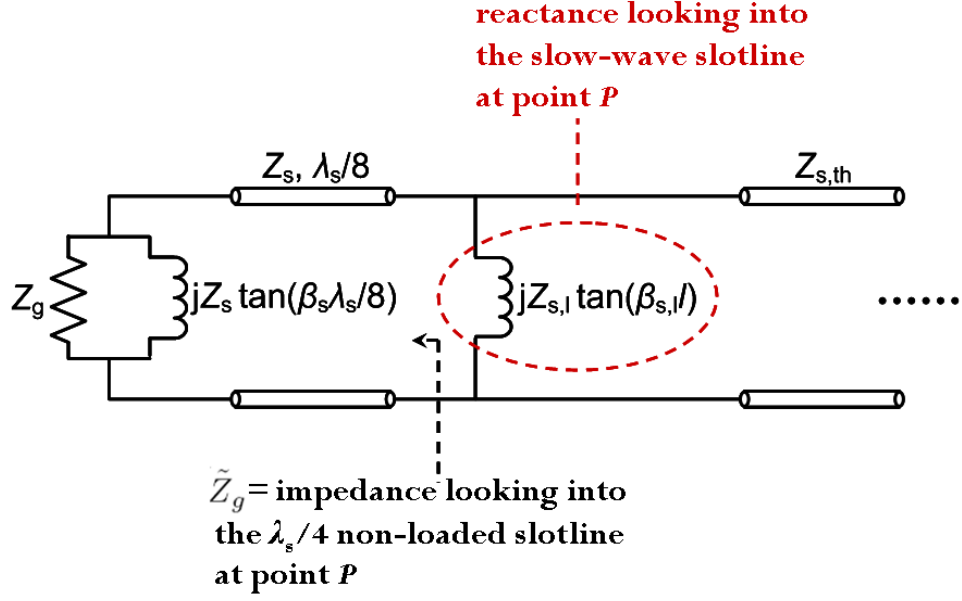 reactance looking into
the slow-wave slotline
at point P
Zs, λs/8
Zs,th
Zg
jZs tan(βsλs/8)
jZs,l tan(βs,ll)
......
Z̃g= impedance looking into
the λs/4 non-loaded slotline
at point P